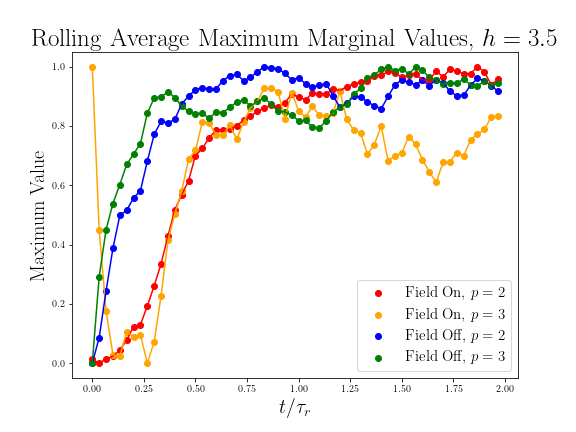 Rolling Average Maximum Marginal Values, h = 3.5
Maximum Value
1.0
0.8
0.6
0.4
0.2
0.0
0.00 0.25 0.50 0.75 1.00 1.25 1.50 1.75 2.00
t/τr
Field On, p = 2
Field On, p = 3
Field Off, p = 2
Field Off, p = 3